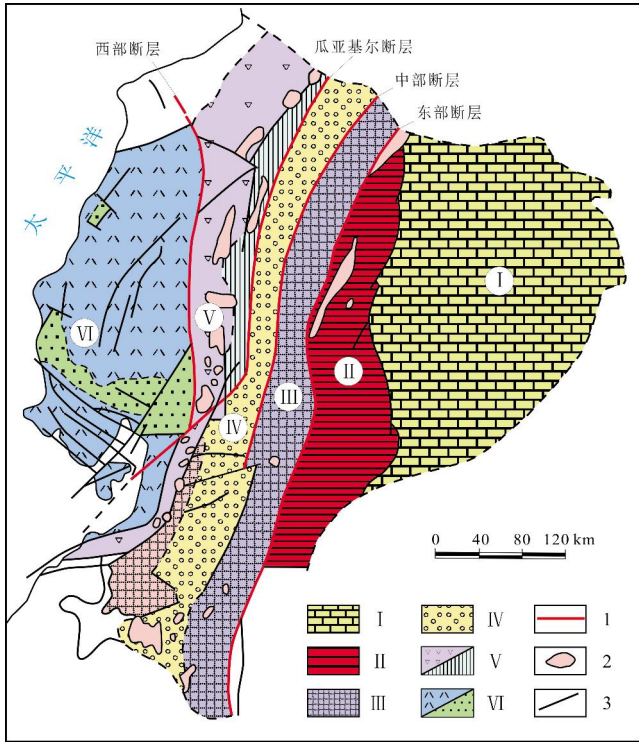 瓜亚基尔断层
西部断层
中部断层
东部断层
太平洋
I
VI
V
II
III
IV
0 40 80 120 km
I IV 1
II V 2
III VI 3